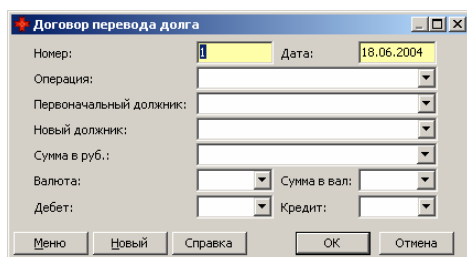 Договор перевода долга
Номер: 1 Дата: 18.06.2004
Операция:
Первоначальный должник:
Новый должник:
Сумма в руб.:
Валюта: Сумма в вал:
Дебет: Кредит:
Меню Новый Справка ОК Отмена